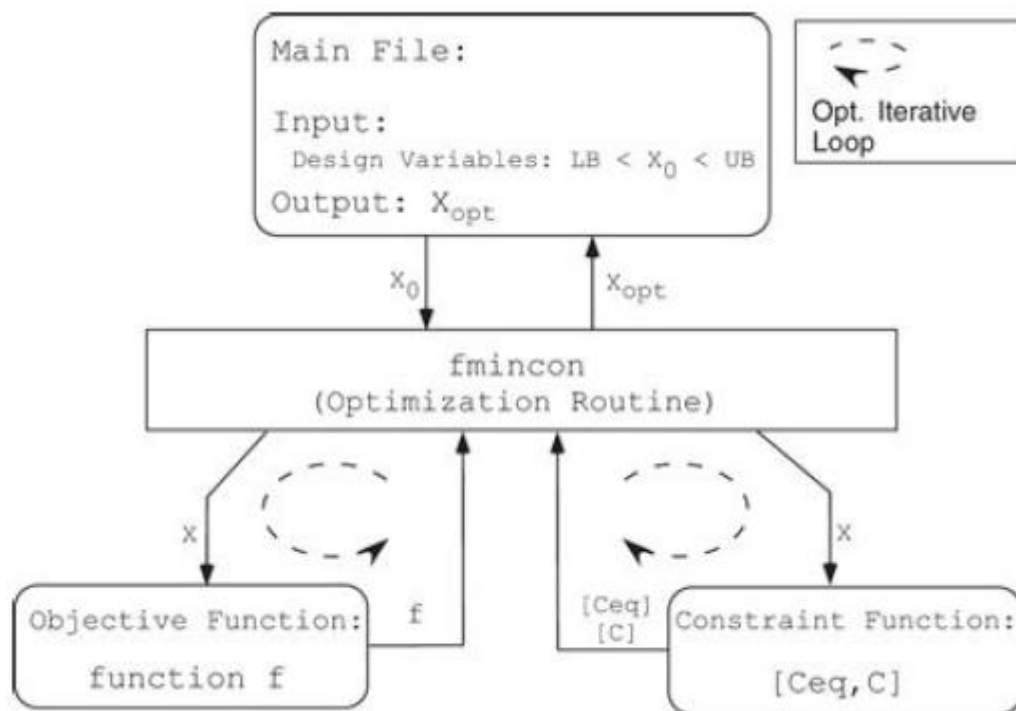 Main File:
Input:
Design Variables: LB < X0 < UB
Output: Xopt
Opt. Iterative
Loop
X0
Xopt
fmincon
(Optimization Routine)
X
f
[Ceq]
[C]
X
Objective Function:
function f
Constraint Function:
[Ceq,C]